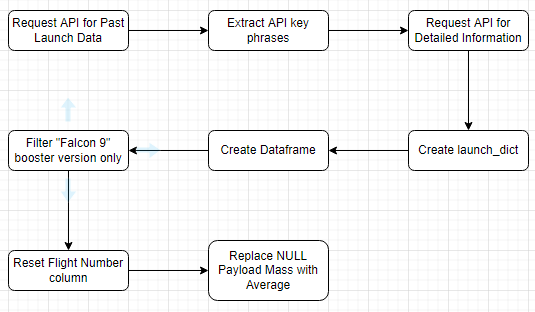 Request API for Past
Launch Data
Extract API key
phrases
Request API for
Detailed Information
Create launch_dict
Create Dataframe
Filter "Falcon 9"
booster version only
Reset Flight Number
column
Replace NULL
Payload Mass with
Average